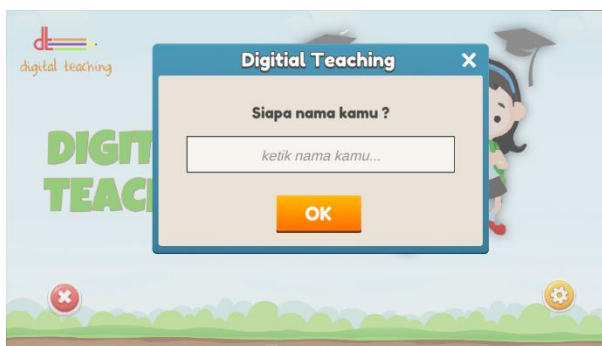 digital teaching
Digitial Teaching
Siapa nama kamu ?
ketik nama kamu...
OK
DIGIT
TEAC